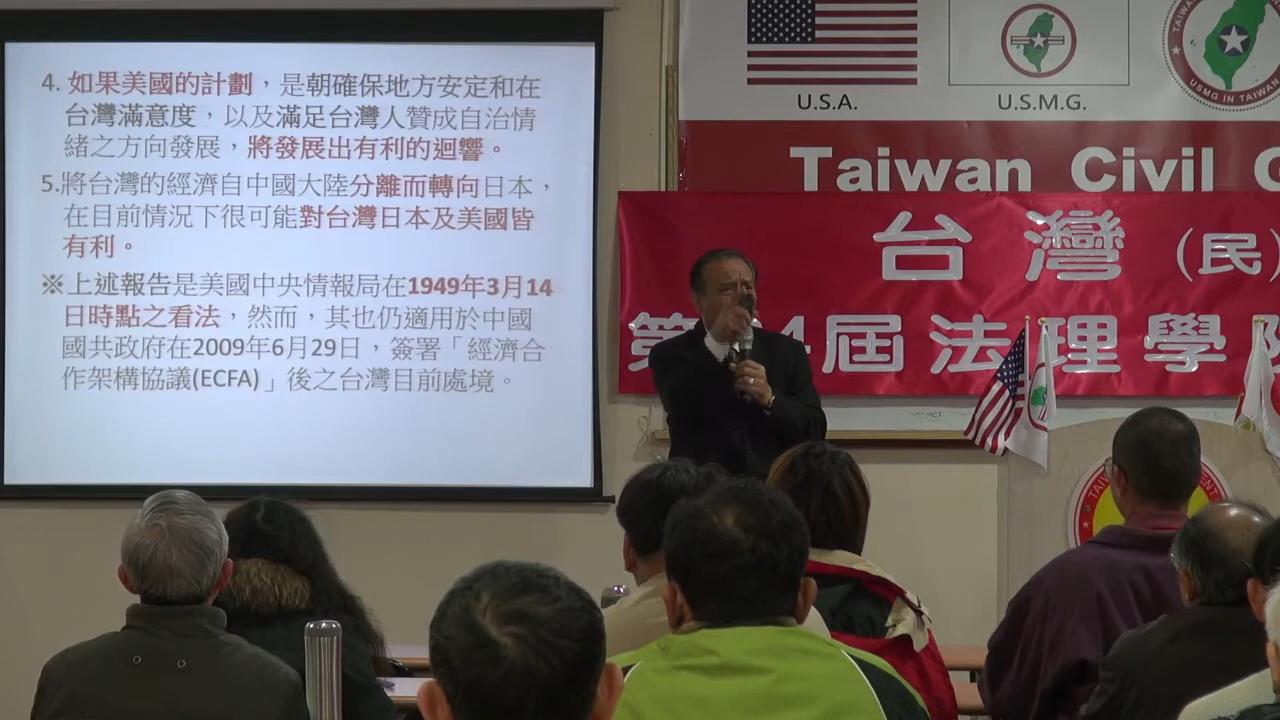 4. 如果美國的計劃，是朝確保地方安定和在
台灣滿意度，以及滿足台灣人贊成自治情
緒之方向發展，將發展出有利的迴響。
5.將台灣的經濟自中國大陸分離而轉向日本，
在目前情況下很可能對台灣日本及美國皆
有利。
※上述報告是美國中央情報局在1949年3月14
日時點之看法，然而，其也仍適用於中國
國共政府在2009年6月29日，簽署「經濟合
作架構協議(ECFA)」後之台灣目前處境。
U.S.A.
U.S.M.G.
USMG IN TAIWAN
Taiwan Civil G
台灣(民)
第 4屆法理學院